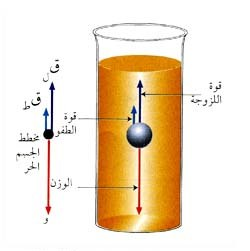 ق ل
ق ط
مخطط
الجسم
الحر
و
قوة
اللزوجة
قوة
الطفو
الوزن